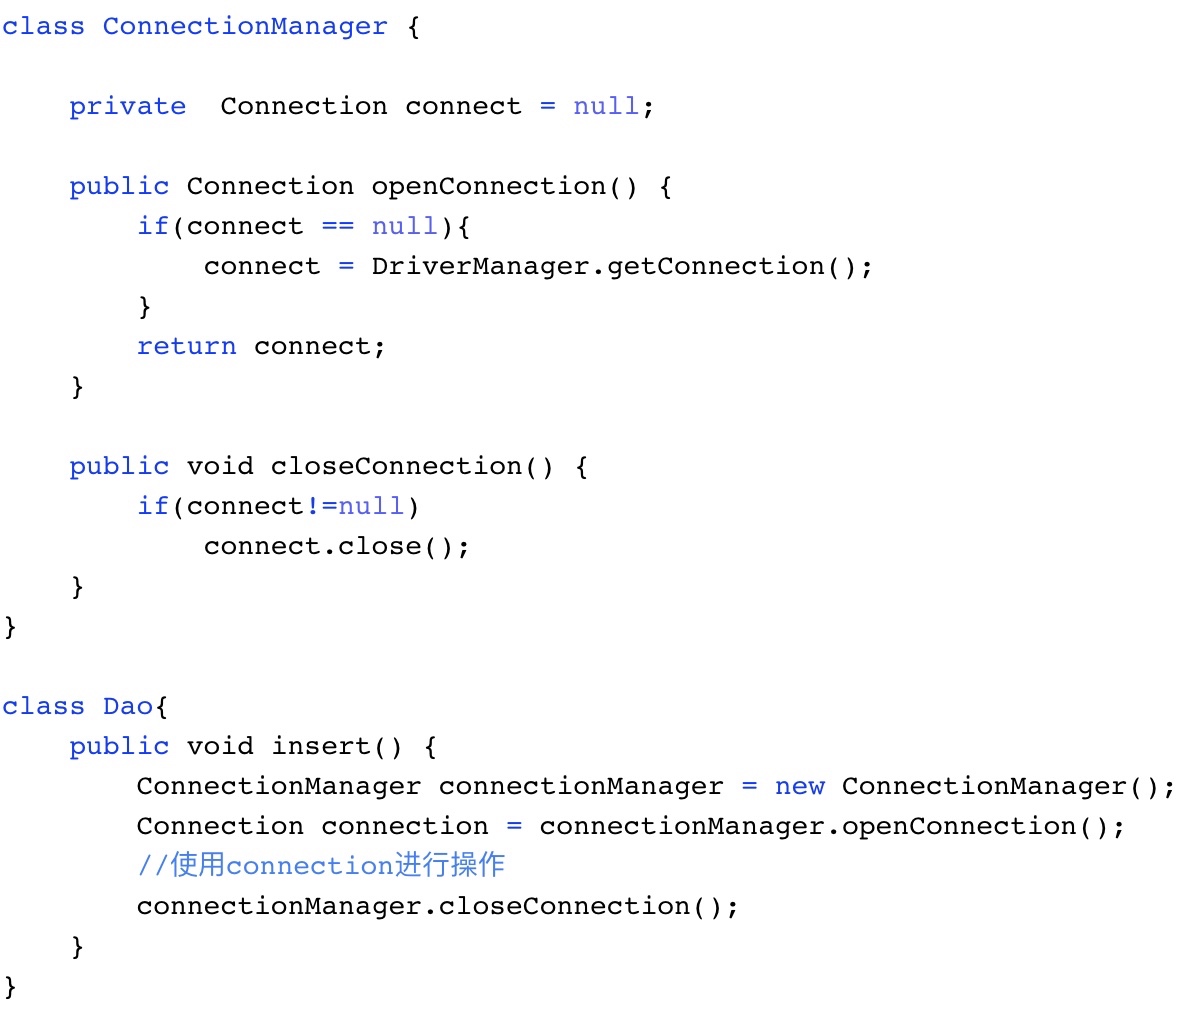 class ConnectionManager {
private  Connection connect = null;
public Connection openConnection() {
if(connect == null){
connect = DriverManager.getConnection();
}
return connect;
}
public void closeConnection() {
if(connect!=null)
connect.close();
}
}
class Dao{
public void insert() {
ConnectionManager connectionManager = new ConnectionManager();
Connection connection = connectionManager.openConnection();
//使用connection进行操作
connectionManager.closeConnection();
}
}